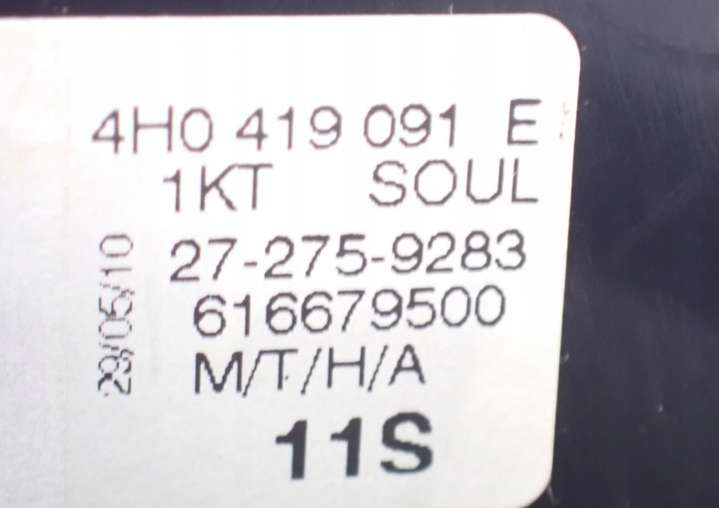 4H0 419 091 E
1KT SOUL
27-275-9283
616679500
M/T/H/A
11S
29/05/10